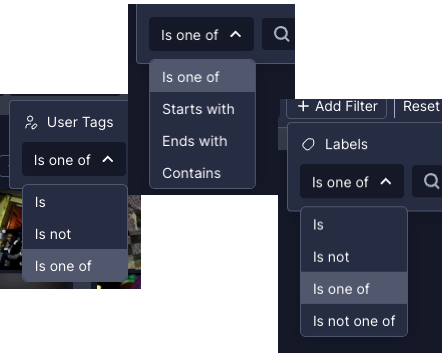 Is one of
Is one of
Starts with
Ends with
Contains
User Tags
Is one of
Is
Is not
Is one of
+ Add Filter
Reset
Labels
Is one of
Is
Is not
Is one of
Is not one of